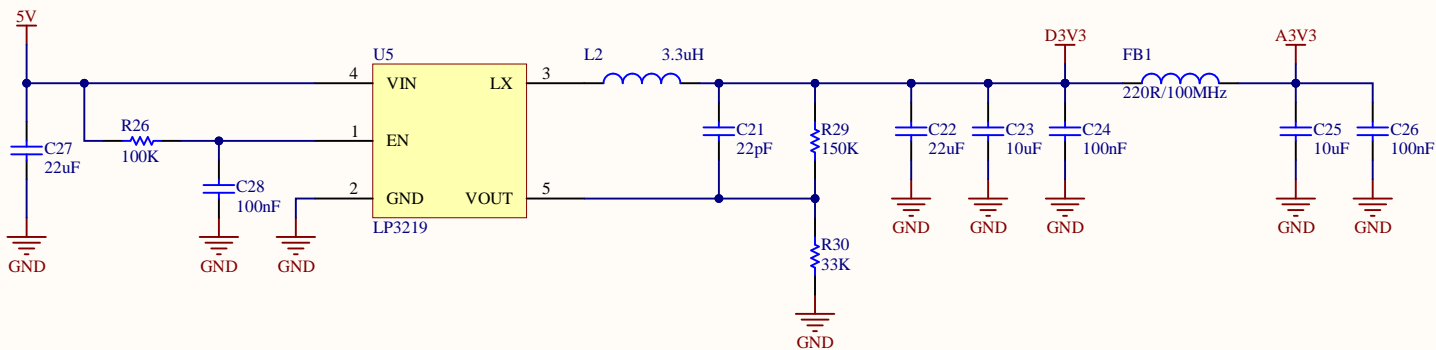 5V
D3V3
A3V3
U5
L2
3.3uH
FB1
4
VIN
LX
3
220R/100MHz
R26
100K
1
EN
C27
22uF
C21
22pF
R29
150K
C22
22uF
C23
10uF
C24
100nF
C25
10uF
C26
100nF
C28
100nF
2
GND
VOUT
5
LP3219
R30
33K
GND
GND
GND
GND
GND
GND
GND
GND
GND